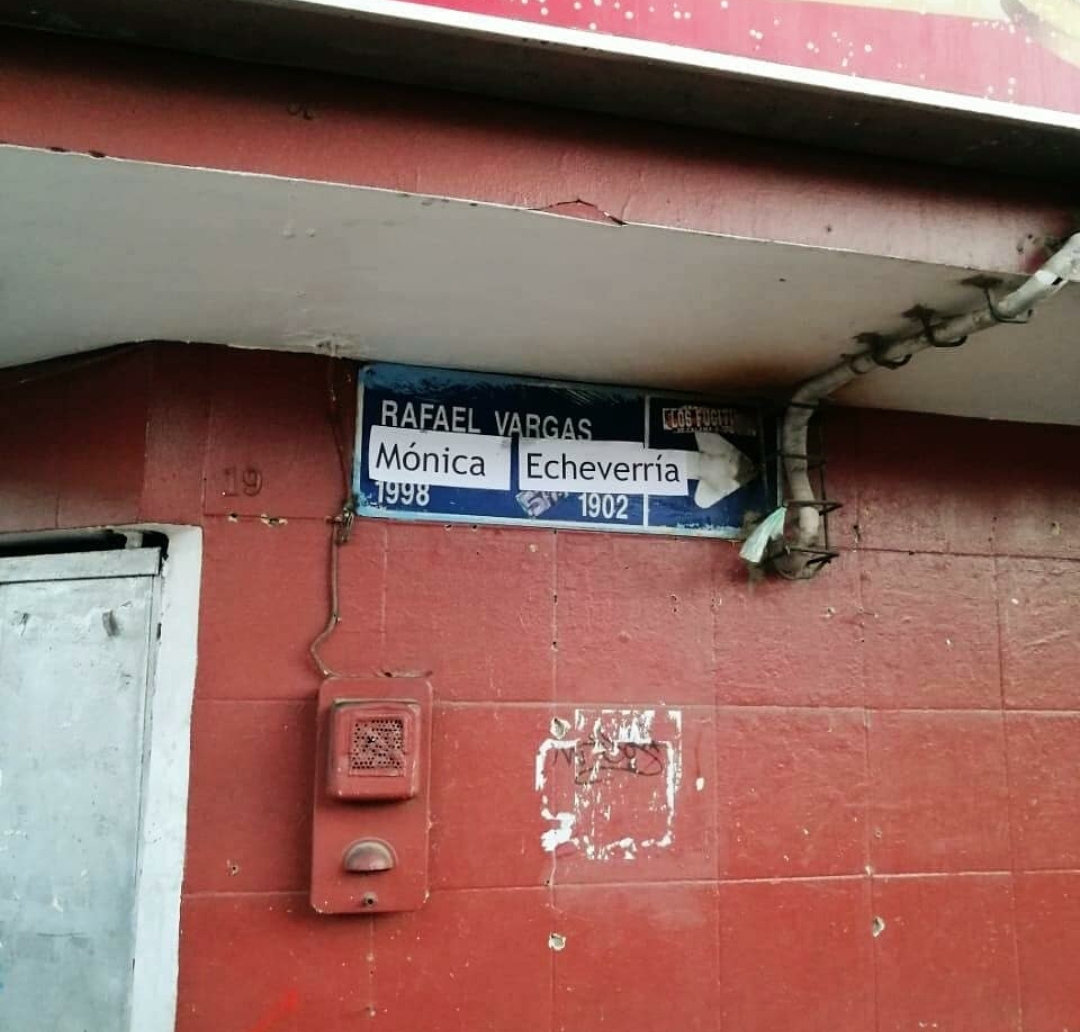 RAFAEL VARGAS
LOS FUGITI
Mónica Echeverría
1998
1902
19